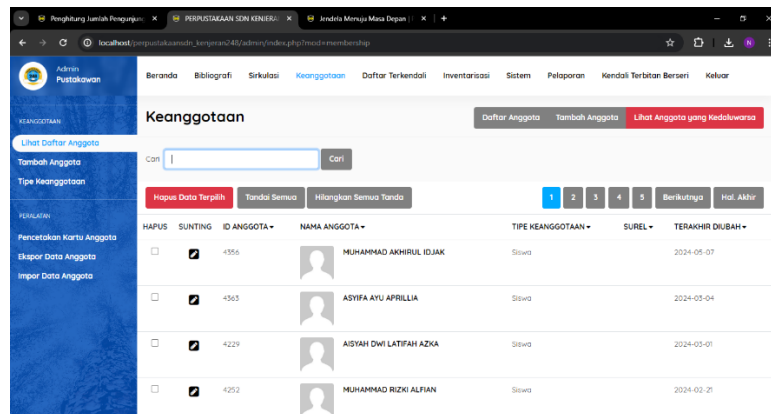 Penghitung Jumlah Pengunjung
PERPUSTAKAAN SDN KENJERA
Jendela Menuju Masa Depan |
localhost/perpustakaansdn_kenjeran248/admin/index.php?mod=membership
N
Admin
Pustakawan
Beranda Bibliografi Sirkulasi Keanggotaan Daftar Terkendali Inventarisasi Sistem Pelaporan Kendali Terbitan Berseri Keluar
KEANGGOTAAN
Lihat Daftar Anggota
Tambah Anggota
Tipe Keanggotaan
PERALATAN
Pencetakan Kartu Anggota
Ekspor Data Anggota
Impor Data Anggota
Keanggotaan
Daftar Anggota Tambah Anggota Lihat Anggota yang Kedaluwarsa
Cari Cari
Hapus Data Terpilih Tandai Semua Hilangkan Semua Tanda 1 2 3 4 5 Berikutnya Hal. Akhir
HAPUS SUNTING ID ANGGOTA NAMA ANGGOTA TIPE KEANGGOTAAN SUREL TERAKHIR DIUBAH
4356 MUHAMMAD AKHIRUL IDJAK Siswa 2024-05-07
4363 ASYIFA AYU APRILLIA Siswa 2024-03-04
4229 AISYAH DWI LATIFAH AZKA Siswa 2024-03-01
4252 MUHAMMAD RIZKI ALFIAN Siswa 2024-02-21